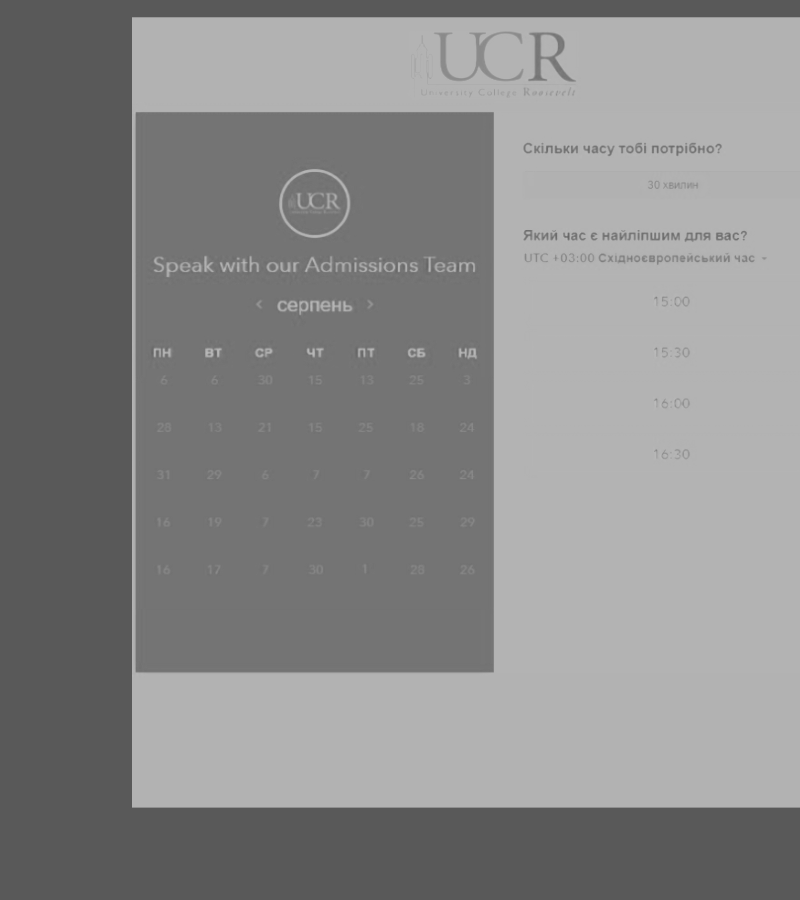 UCR
University College Roosevelt
UCR
Speak with our Admissions Team
< серпень >
ПН ВТ СР ЧТ ПТ СБ НД
6 6 30 15 13 25 3
28 13 21 15 25 18 24
31 29 6 7 7 26 24
16 19 7 23 30 25 29
16 17 7 30 1 28 26
Скільки часу тобі потрібно?
30 хвилин
Який час є найліпшим для вас?
UTC +03:00 Східноєвропейський час
15:00
15:30
16:00
16:30